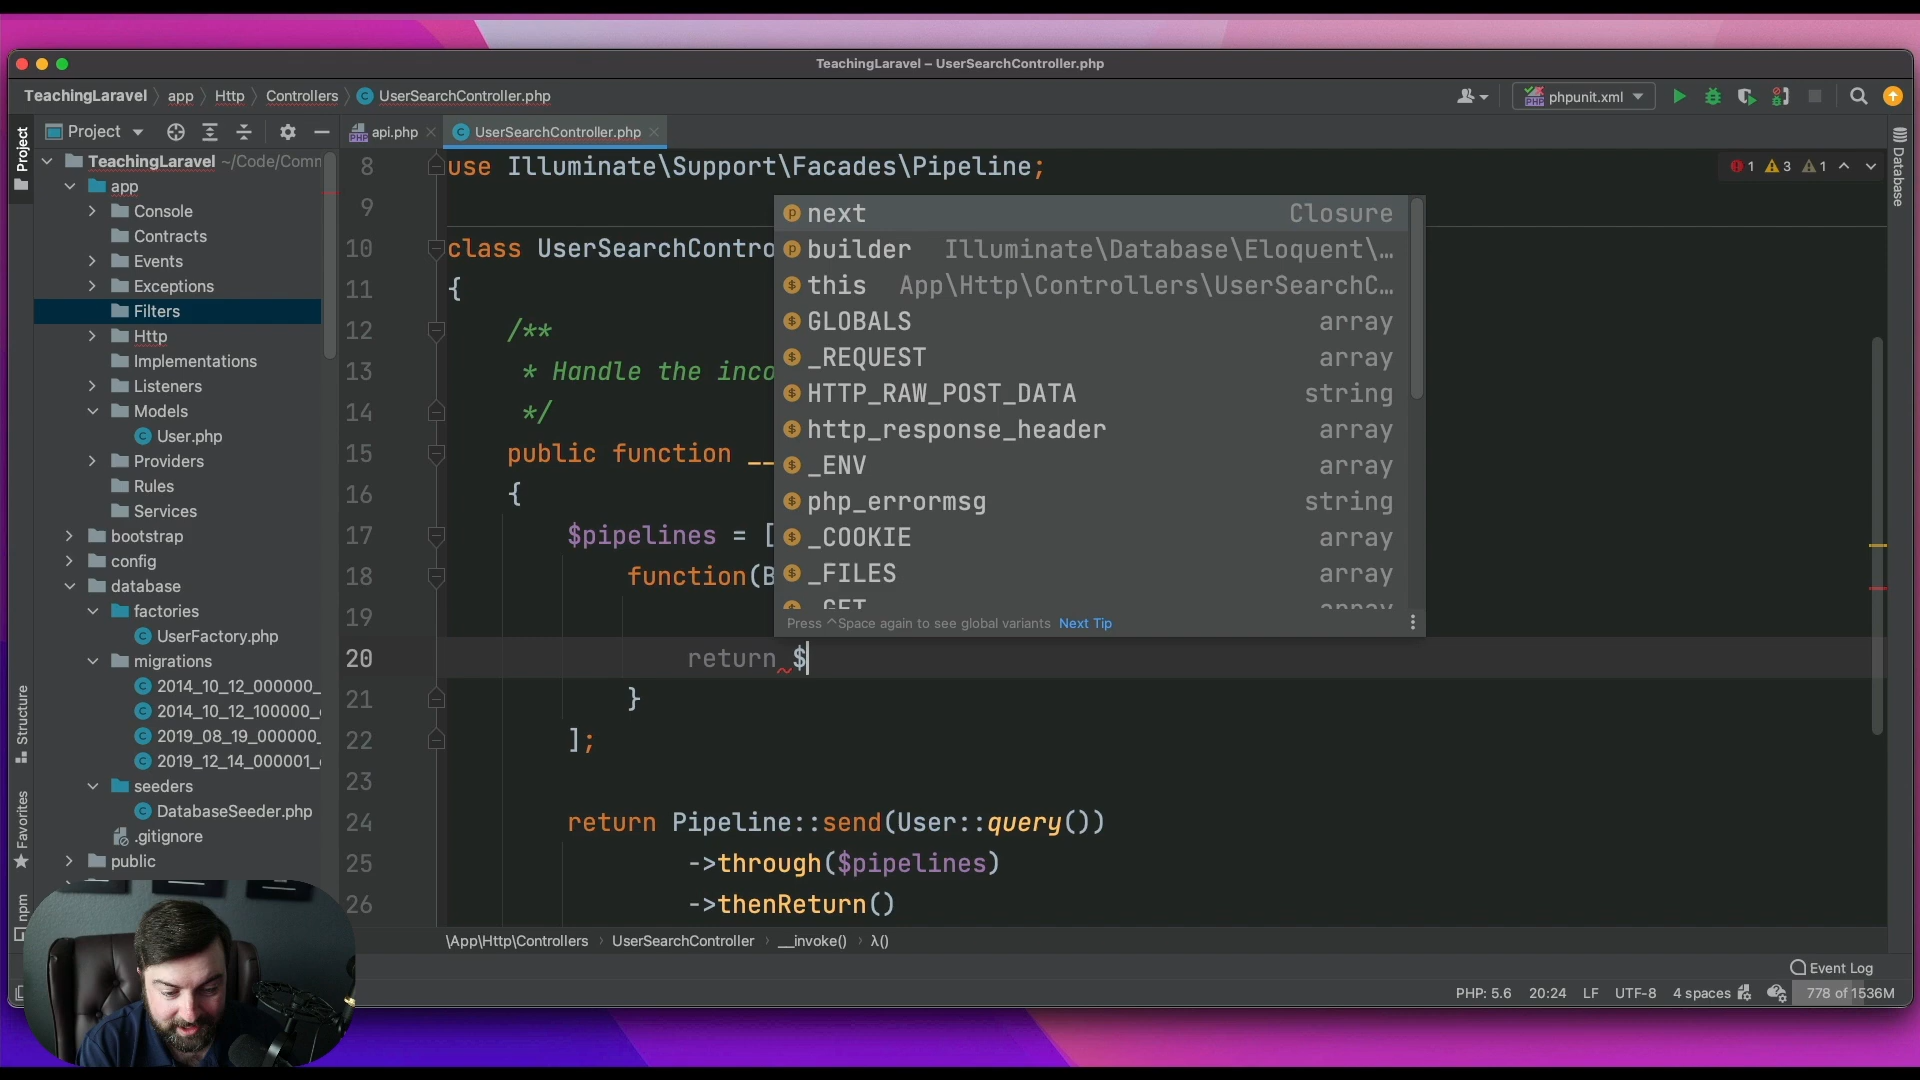 TeachingLaravel – UserSearchController.php
TeachingLaravel app Http Controllers UserSearchController.php
phpunit.xml
Project
api.php
UserSearchController.php
TeachingLaravel ~/Code/Comm
app
Console
Contracts
Events
Exceptions
Filters
Http
Implementations
Listeners
Models
User.php
Providers
Rules
Services
bootstrap
config
database
factories
UserFactory.php
migrations
2014_10_12_000000_
2014_10_12_100000_
2019_08_19_000000_
2019_12_14_000001_
seeders
DatabaseSeeder.php
.gitignore
public
Project
Structure
Favorites
npm
8 use Illuminate\Support\Facades\Pipeline;
1 3 1
9
10 class UserSearchContro
11 {
12 /**
13 * Handle the inco
14 */
15 public function __
16 {
17 $pipelines = [
18 function(B
19
20 return $
21 }
22 ];
23
24 return Pipeline::send(User::query())
25 ->through($pipelines)
26 ->thenReturn()
next Closure
builder Illuminate\Database\Eloquent\…
this App\Http\Controllers\UserSearchC…
GLOBALS array
_REQUEST array
HTTP_RAW_POST_DATA string
http_response_header array
_ENV array
php_errormsg string
_COOKIE array
_FILES array
_GET array
Press ^Space again to see global variants Next Tip
Database
\App\Http\Controllers UserSearchController __invoke() λ()
Event Log
PHP: 5.6 20:24 LF UTF-8 4 spaces 778 of 1536M